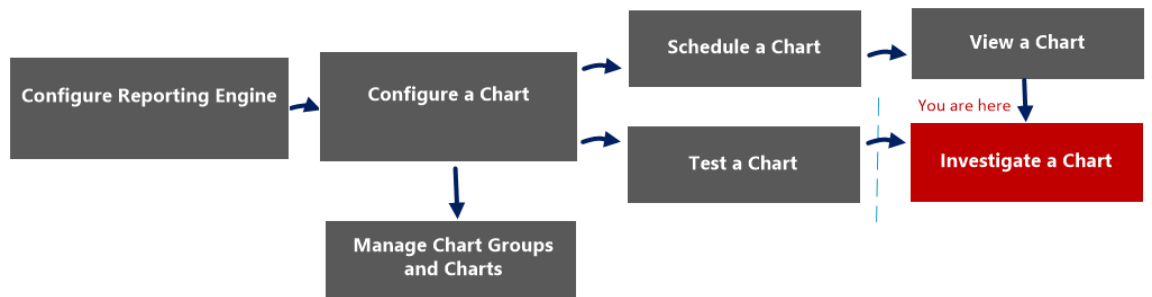 Configure Reporting Engine
Configure a Chart
Schedule a Chart
View a Chart
You are here
Test a Chart
Investigate a Chart
Manage Chart Groups
and Charts